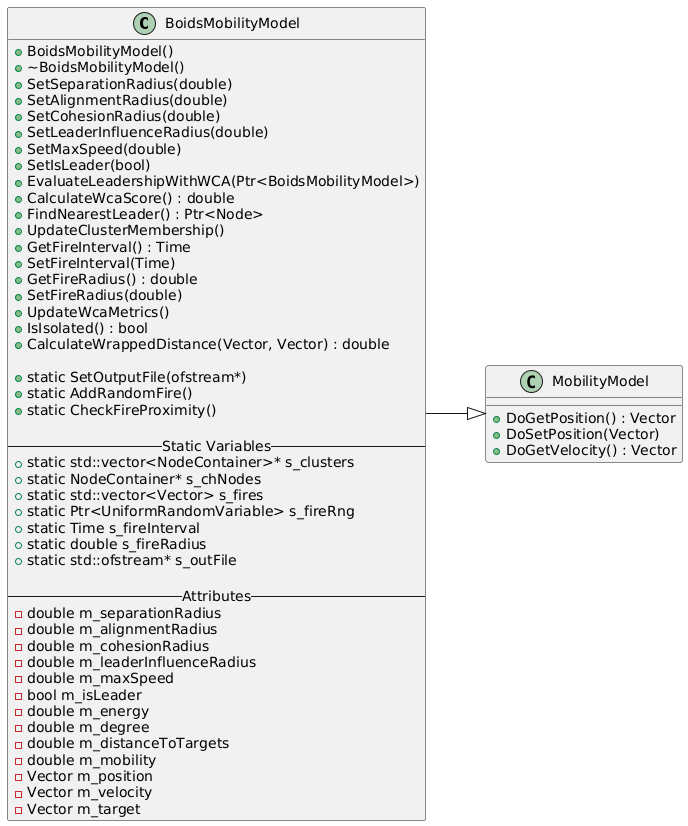 C BoidsMobilityModel
BoidsMobilityModel()
~BoidsMobilityModel()
SetSeparationRadius(double)
SetAlignmentRadius(double)
SetCohesionRadius(double)
SetLeaderInfluenceRadius(double)
SetMaxSpeed(double)
SetIsLeader(bool)
EvaluateLeadershipWithWCA(Ptr<BoidsMobilityModel>)
CalculateWcaScore() : double
FindNearestLeader() : Ptr<Node>
UpdateClusterMembership()
GetFireInterval() : Time
SetFireInterval(Time)
GetFireRadius() : double
SetFireRadius(double)
UpdateWcaMetrics()
IsIsolated() : bool
CalculateWrappedDistance(Vector, Vector) : double
static SetOutputFile(ofstream*)
static AddRandomFire()
static CheckFireProximity()
Static Variables
static std::vector<NodeContainer>* s_clusters
static NodeContainer* s_chNodes
static std::vector<Vector> s_fires
static Ptr<UniformRandomVariable> s_fireRng
static Time s_fireInterval
static double s_fireRadius
static std::ofstream* s_outFile
Attributes
double m_separationRadius
double m_alignmentRadius
double m_cohesionRadius
double m_leaderInfluenceRadius
double m_maxSpeed
bool m_isLeader
double m_energy
double m_degree
double m_distanceToTargets
double m_mobility
Vector m_position
Vector m_velocity
Vector m_target
C MobilityModel
DoGetPosition() : Vector
DoSetPosition(Vector)
DoGetVelocity() : Vector